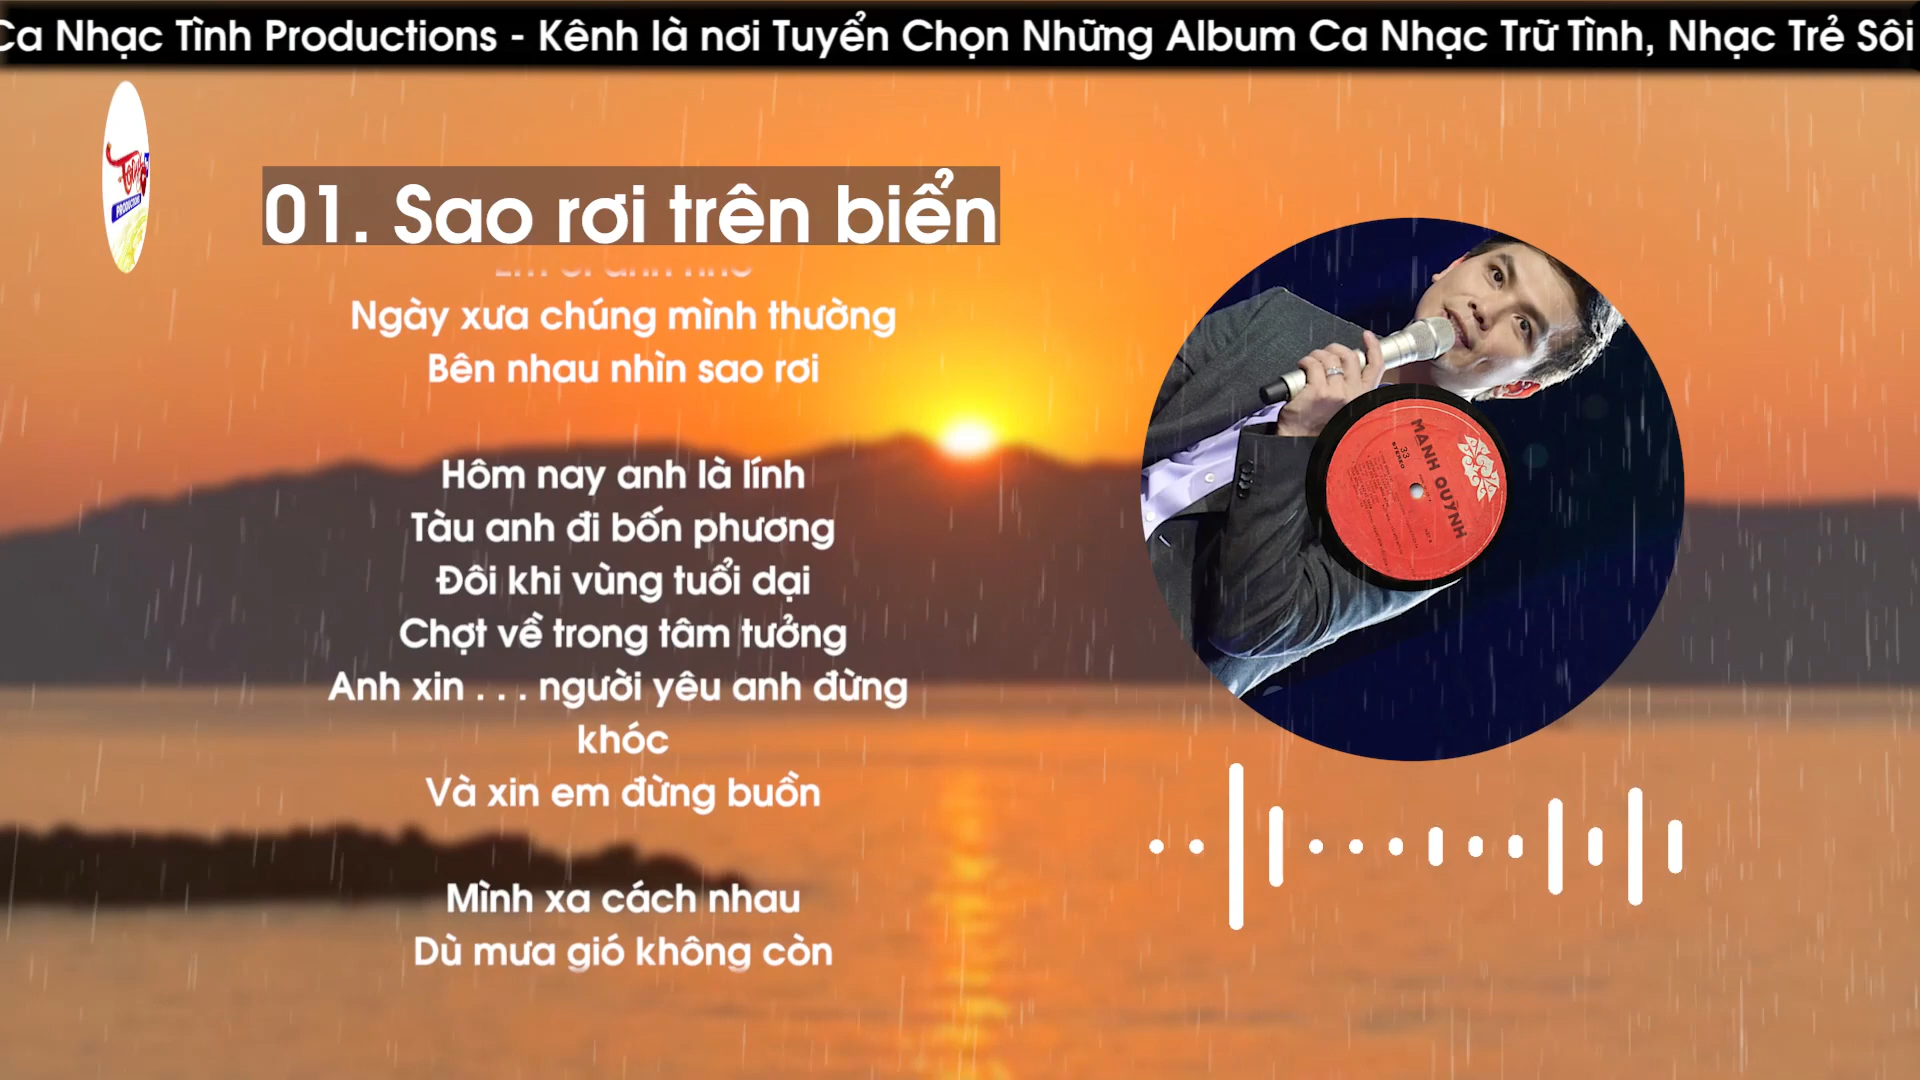 Ca Nhạc Tình Productions - Kênh là nơi Tuyển Chọn Những Album Ca Nhạc Trữ Tình, Nhạc Trẻ Sôi
PRODUCTIONS
01. Sao rơi trên biển
Ngày xưa chúng mình thường
Bên nhau nhìn sao rơi
Hôm nay anh là lính
Tàu anh đi bốn phương
Đôi khi vùng tuổi dại
Chợt về trong tâm tưởng
Anh xin . . . người yêu anh đừng
khóc
Và xin em đừng buồn
Mình xa cách nhau
Dù mưa gió không còn
MẠNH QUỲNH
33
STEREO